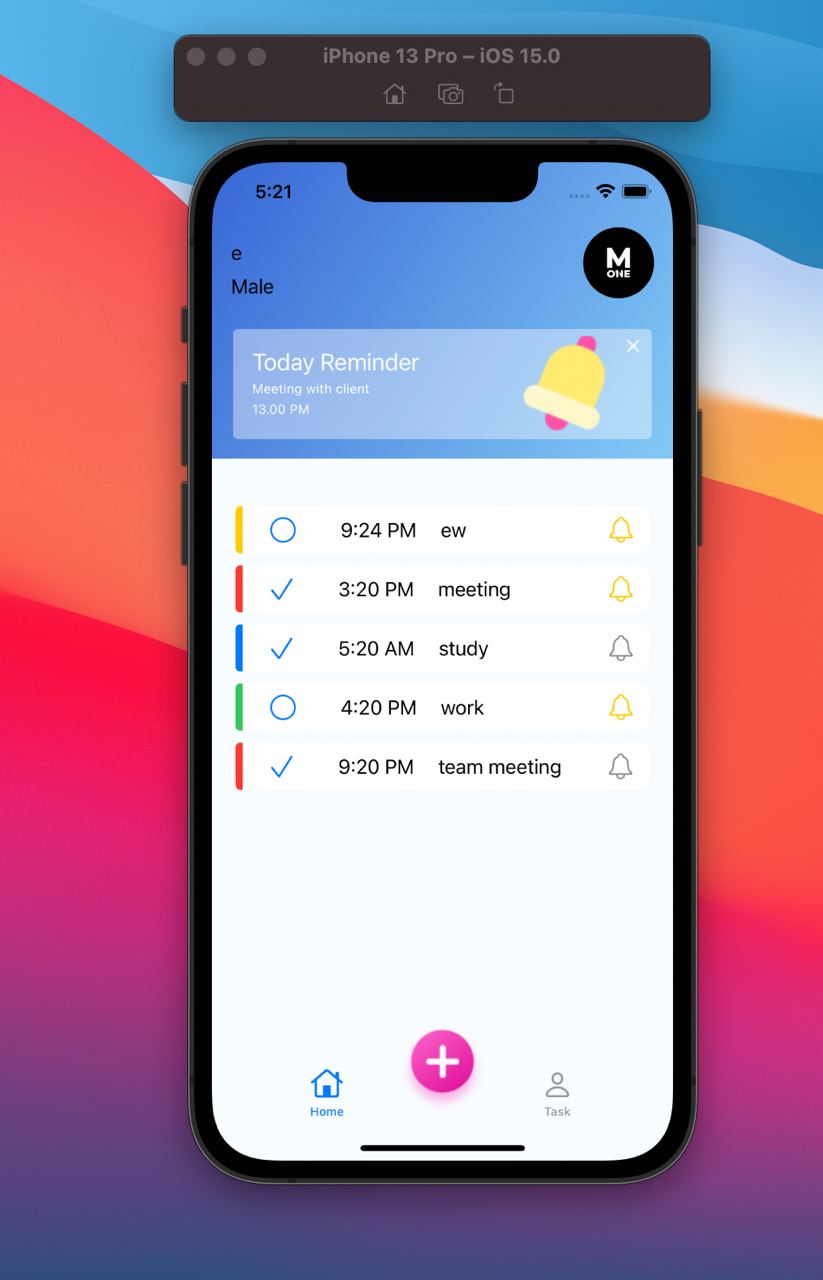 iPhone 13 Pro – iOS 15.0
5:21
e
Male
M
ONE
Today Reminder
Meeting with client
13.00 PM
9:24 PM ew
3:20 PM meeting
5:20 AM study
4:20 PM work
9:20 PM team meeting
Home
Task